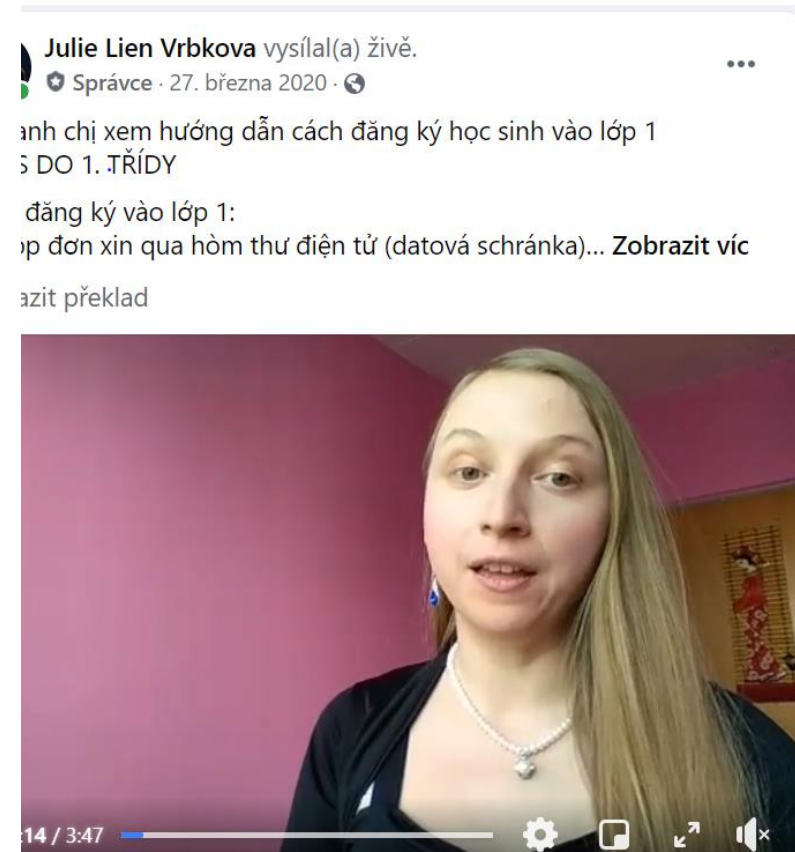 Julie Lien Vrbkova vysílal(a) živě.
Správce · 27. března 2020 ·
anh chị xem hướng dẫn cách đăng ký học sinh vào lớp 1
DO 1. TŘÍDY
đăng ký vào lớp 1:
đơn xin qua hòm thư điện tử (datová schránka)... Zobrazit víc
překlad
:14 / 3:47